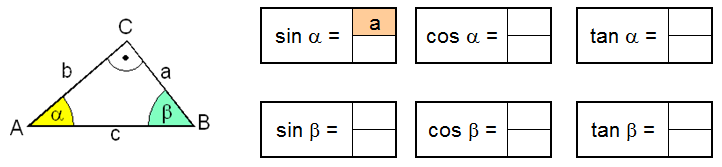 C
b
a
A
α
β
B
c
sin α =
a
cos α =
tan α =
sin β =
cos β =
tan β =